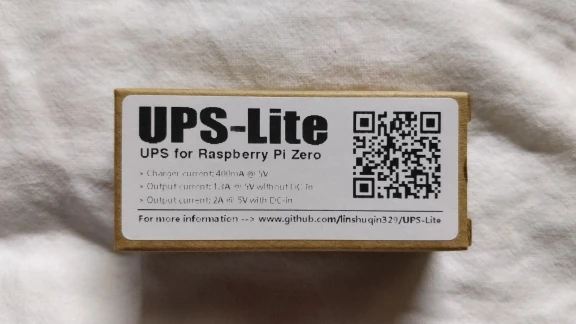 UPS-Lite
UPS for Raspberry Pi Zero
* Charger current: 400mA @ 5V
* Output current: 1.3A @ 5V without DC-in
* Output current: 2A @ 5V with DC-in
For more information --> www.github.com/linshuqin329/UPS-Lite